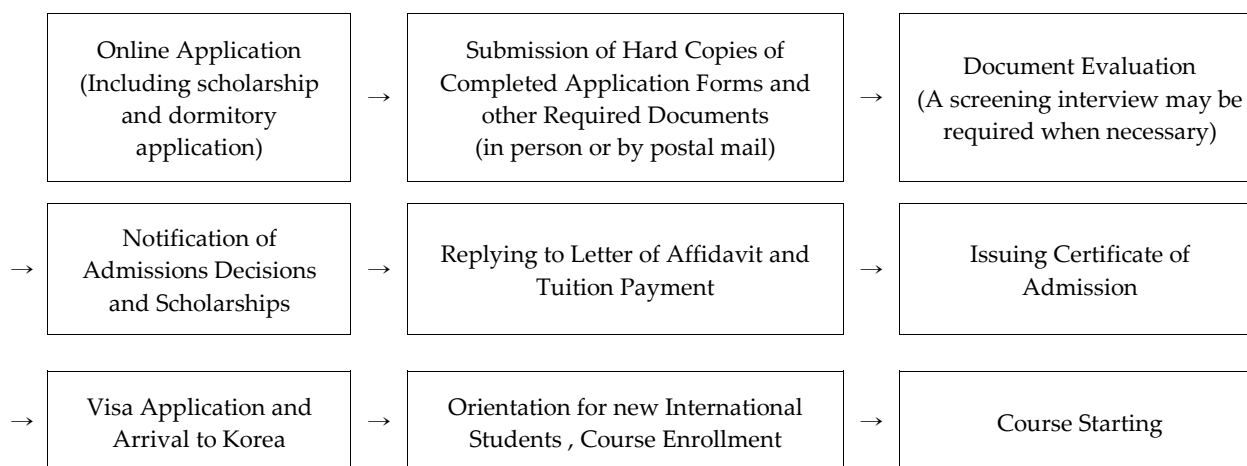 Online Application
(Including scholarship
and dormitory
application)
→
Submission of Hard Copies of
Completed Application Forms and
other Required Documents
(in person or by postal mail)
→
Document Evaluation
(A screening interview may be
required when necessary)
→
Notification of
Admissions Decisions
and Scholarships
→
Replying to Letter of Affidavit and
Tuition Payment
→
Issuing Certificate of
Admission
→
Visa Application and
Arrival to Korea
→
Orientation for new International
Students , Course Enrollment
→
Course Starting